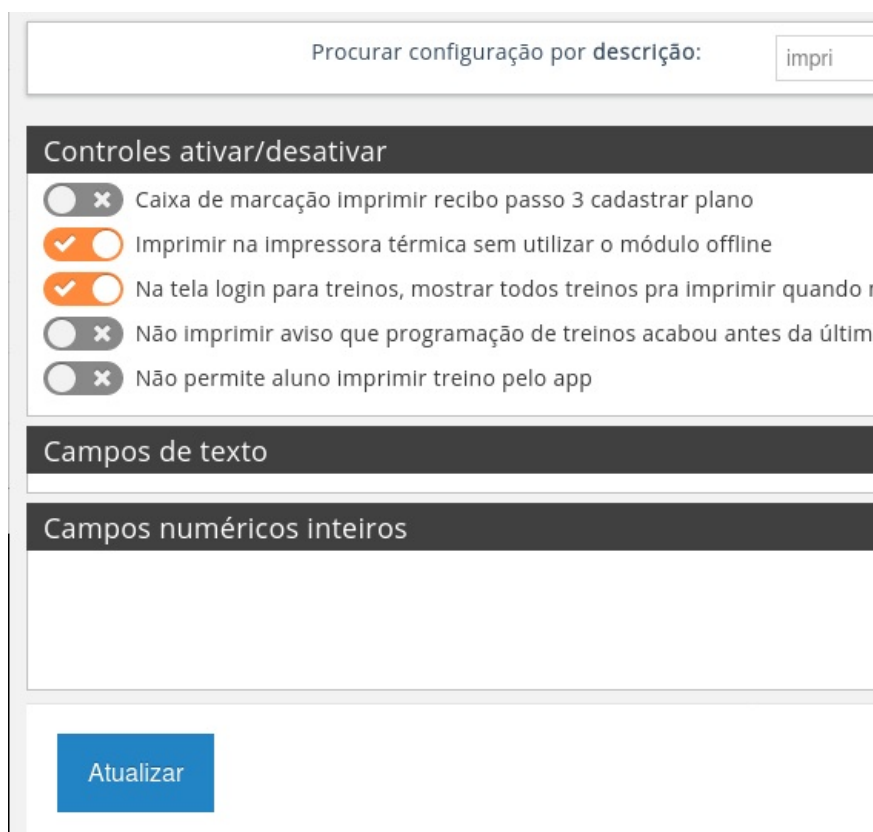 Procurar configuração por descrição:
impri
Controles ativar/desativar
Caixa de marcação imprimir recibo passo 3 cadastrar plano
Imprimir na impressora térmica sem utilizar o módulo offline
Na tela login para treinos, mostrar todos treinos pra imprimir quando
Não imprimir aviso que programação de treinos acabou antes da últim
Não permite aluno imprimir treino pelo app
Campos de texto
Campos numéricos inteiros
Atualizar